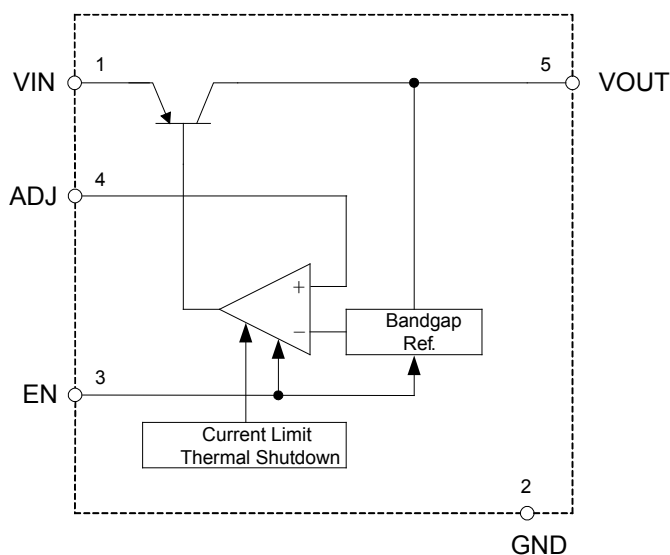 1
5
VIN
VOUT
4
ADJ
+
−
Bandgap
Ref.
3
EN
Current Limit
Thermal Shutdown
2
GND